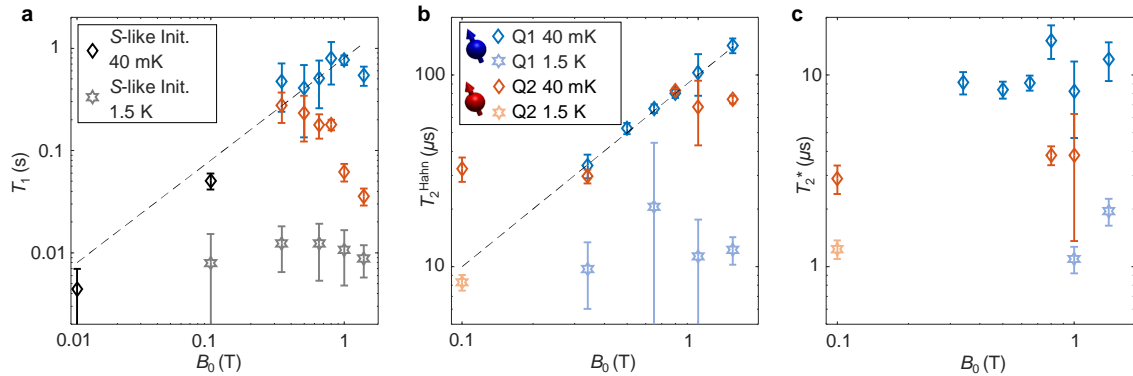 a
S-like Init.
40 mK
S-like Init.
1.5 K
1
0.1
0.01
T1 (s)
0.01
0.1
1
B0 (T)
b
Q1 40 mK
Q1 1.5 K
Q2 40 mK
Q2 1.5 K
100
10
T2Hahn (µs)
0.1
1
B0 (T)
c
10
1
T2* (µs)
0.1
1
B0 (T)